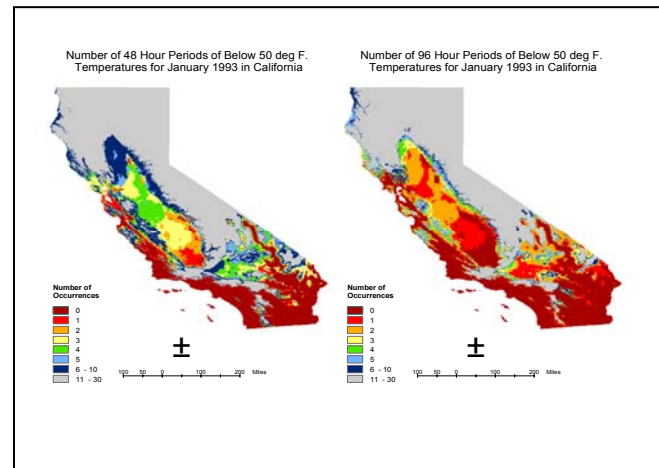 Number of 48 Hour Periods of Below 50 deg F.
Temperatures for January 1993 in California
Number of
Occurrences
0
1
2
3
4
5
6 - 10
11 - 30
±
100 50 0 100 200 Miles
Number of 96 Hour Periods of Below 50 deg F.
Temperatures for January 1993 in California
Number of
Occurrences
0
1
2
3
4
5
6 - 10
11 - 30
±
100 50 0 100 200 Miles